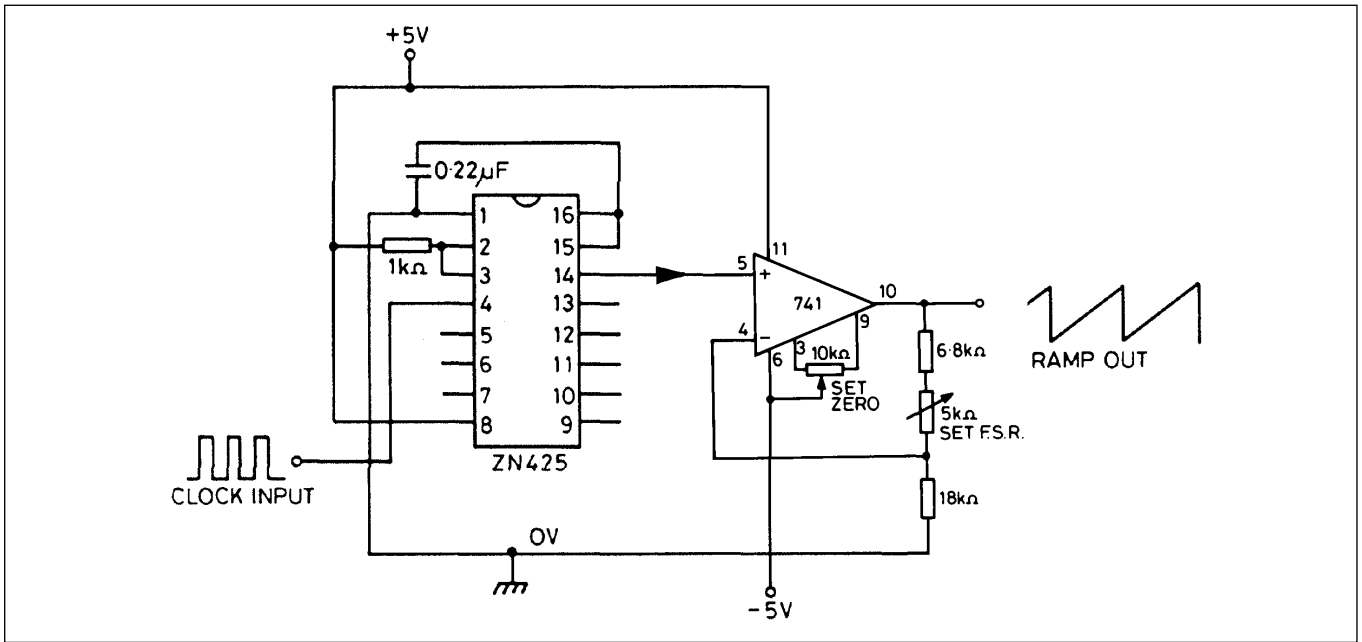 +5V
0·22μF
1
2
3
4
5
6
7
8
16
15
14
13
12
11
10
9
1kΩ
ZN425
CLOCK INPUT
0V
5
+
11
741
10
4
−
6
3
9
10kΩ
SET
ZERO
6·8kΩ
5kΩ
SET F.S.R.
18kΩ
-5V
RAMP OUT